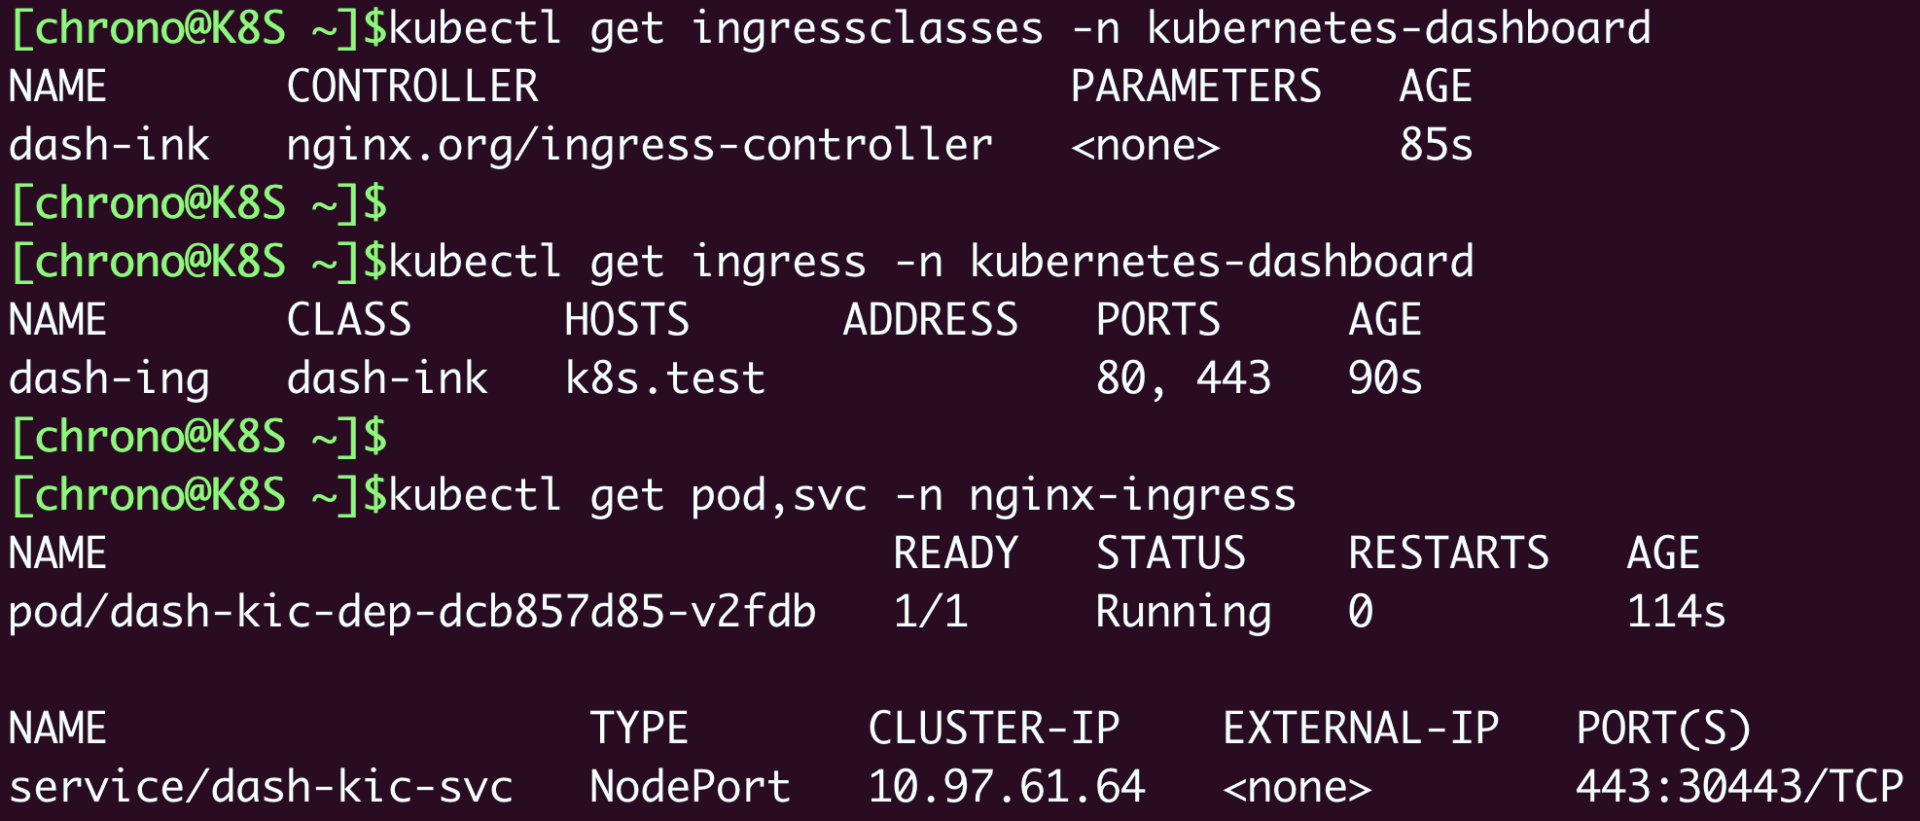 [chrono@K8S ~]$kubectl get ingressclasses -n kubernetes-dashboard
NAME       CONTROLLER                     PARAMETERS   AGE
dash-ink   nginx.org/ingress-controller   <none>       85s
[chrono@K8S ~]$
[chrono@K8S ~]$kubectl get ingress -n kubernetes-dashboard
NAME       CLASS      HOSTS      ADDRESS   PORTS     AGE
dash-ing   dash-ink   k8s.test             80, 443   90s
[chrono@K8S ~]$
[chrono@K8S ~]$kubectl get pod,svc -n nginx-ingress
NAME                               READY   STATUS    RESTARTS   AGE
pod/dash-kic-dep-dcb857d85-v2fdb   1/1     Running   0          114s
NAME                   TYPE       CLUSTER-IP    EXTERNAL-IP   PORT(S)
service/dash-kic-svc   NodePort   10.97.61.64   <none>        443:30443/TCP